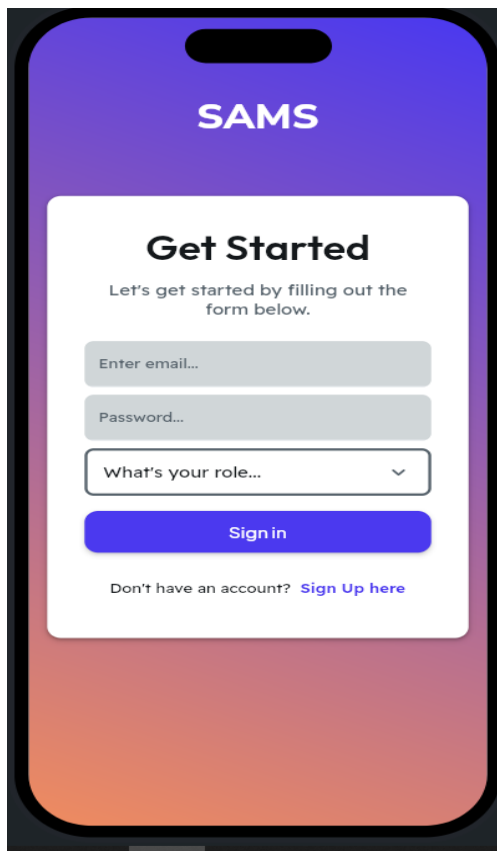 SAMS
Get Started
Let's get started by filling out the
form below.
Enter email...
Password...
What's your role...
Sign in
Don't have an account? Sign Up here